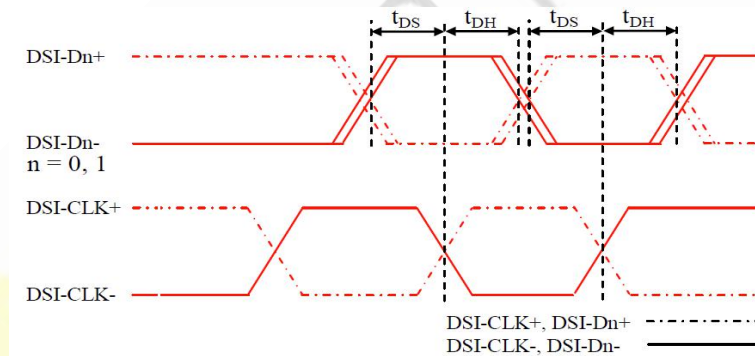 tDS tDH tDS tDH
DSI-Dn+
DSI-Dn-
n = 0, 1
DSI-CLK+
DSI-CLK-
DSI-CLK+, DSI-Dn+
DSI-CLK-, DSI-Dn-